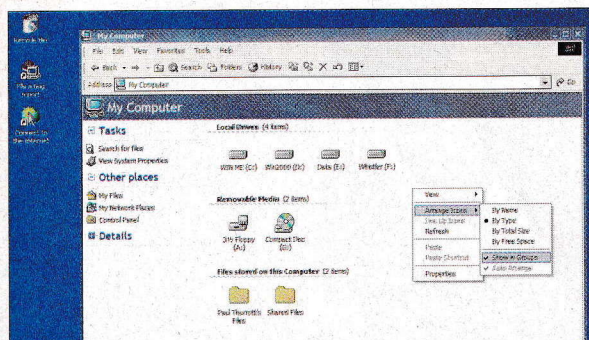 My Computer
File Edit View Favorites Tools Help
Back Search Folders History
Address My Computer Go
My Computer
Connect to the Internet
Tasks
Search for files
View System Properties
Other places
My Files
My Network Places
Control Panel
Details
Local Drives (4 items)
WIN ME (C:) WIN2000 (D:) Data (E:) Whistler (F:)
Removable Media (2 items)
3½ Floppy (A:) Compact Disc (G:)
Files stored on this Computer (2 items)
Paul Thurrott's Files Shared Files
View
Arrange Icons
Line Up Icons
Refresh
Paste
Paste Shortcut
Properties
By Name
By Type
By Total Size
By Free Space
Show in Groups
Auto Arrange